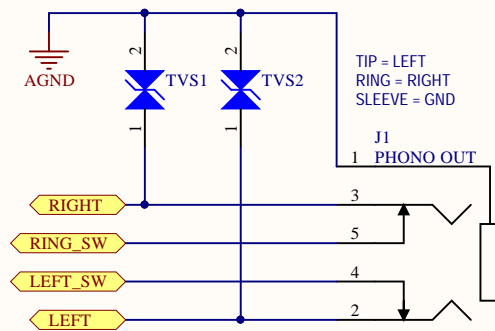 2
2
AGND
TVS1
TVS2
TIP = LEFT
RING = RIGHT
SLEEVE = GND
1
1
J1
1
PHONO OUT
RIGHT
3
RING_SW
5
LEFT_SW
4
LEFT
2